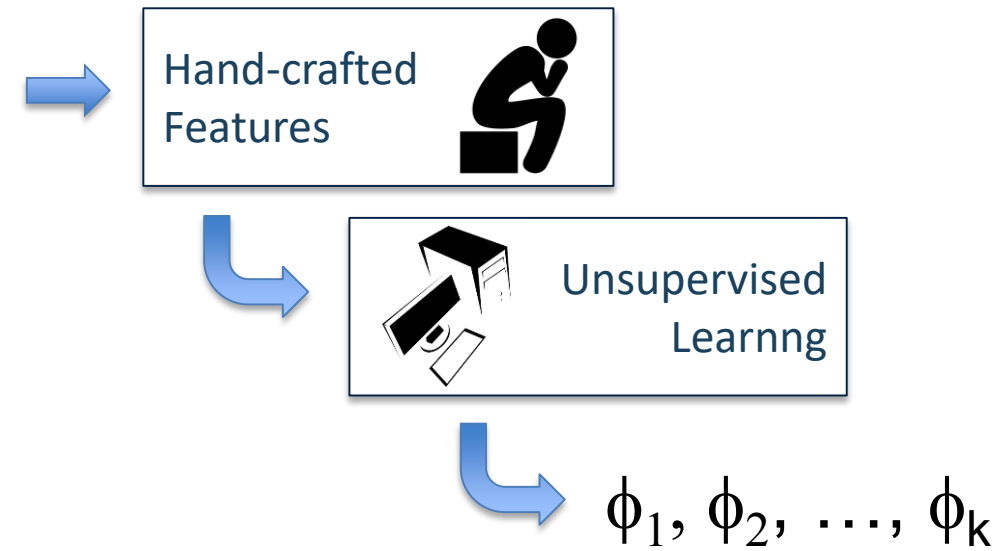 Hand-crafted
Features
Unsupervised
Learnng
ϕ₁, ϕ₂, …, ϕₖ